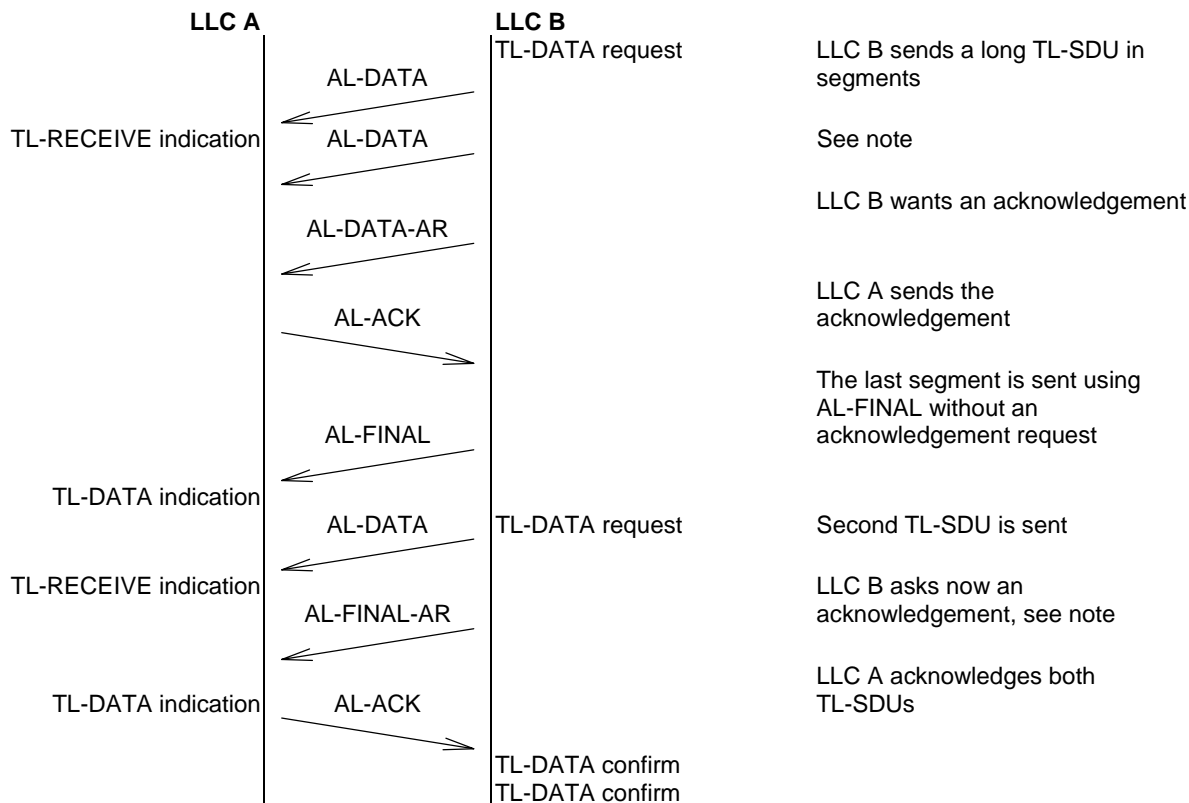 LLC A LLC B
TL-DATA request LLC B sends a long TL-SDU in
AL-DATA segments
TL-RECEIVE indication AL-DATA See note
LLC B wants an acknowledgement
AL-DATA-AR
LLC A sends the
AL-ACK acknowledgement
The last segment is sent using
AL-FINAL without an
AL-FINAL acknowledgement request
TL-DATA indication
AL-DATA TL-DATA request Second TL-SDU is sent
TL-RECEIVE indication LLC B asks now an
AL-FINAL-AR acknowledgement, see note
LLC A acknowledges both
TL-DATA indication AL-ACK TL-SDUs
TL-DATA confirm
TL-DATA confirm